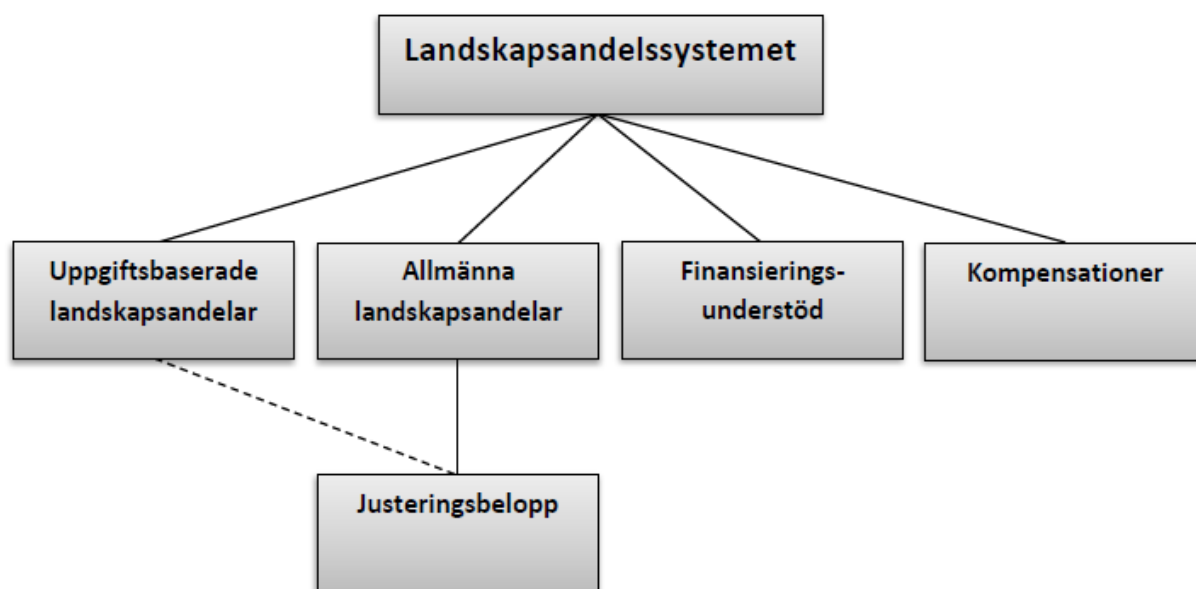 Landskapsandelssystemet
Uppgiftsbaserade
landskapsandelar
Allmänna
landskapsandelar
Finansierings-
understöd
Kompensationer
Justeringsbelopp